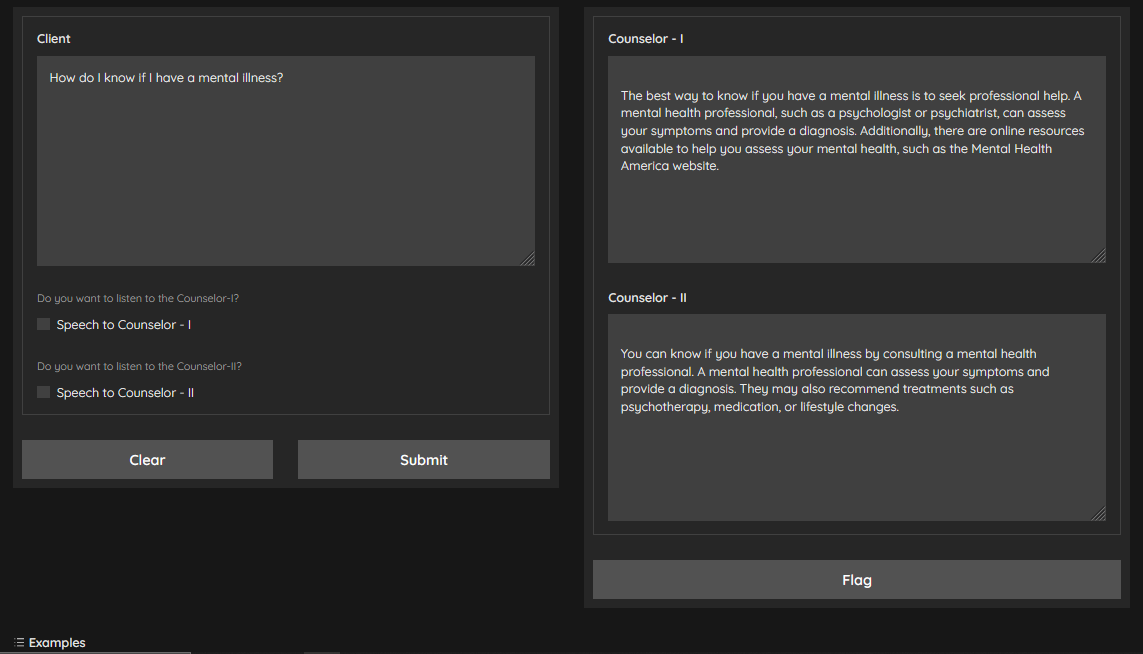 Client
How do I know if I have a mental illness?
Do you want to listen to the Counselor-I?
Speech to Counselor - I
Do you want to listen to the Counselor-II?
Speech to Counselor - II
Clear
Submit
Counselor - I
The best way to know if you have a mental illness is to seek professional help. A
mental health professional, such as a psychologist or psychiatrist, can assess
your symptoms and provide a diagnosis. Additionally, there are online resources
available to help you assess your mental health, such as the Mental Health
America website.
Counselor - II
You can know if you have a mental illness by consulting a mental health
professional. A mental health professional can assess your symptoms and
provide a diagnosis. They may also recommend treatments such as
psychotherapy, medication, or lifestyle changes.
Flag
Examples